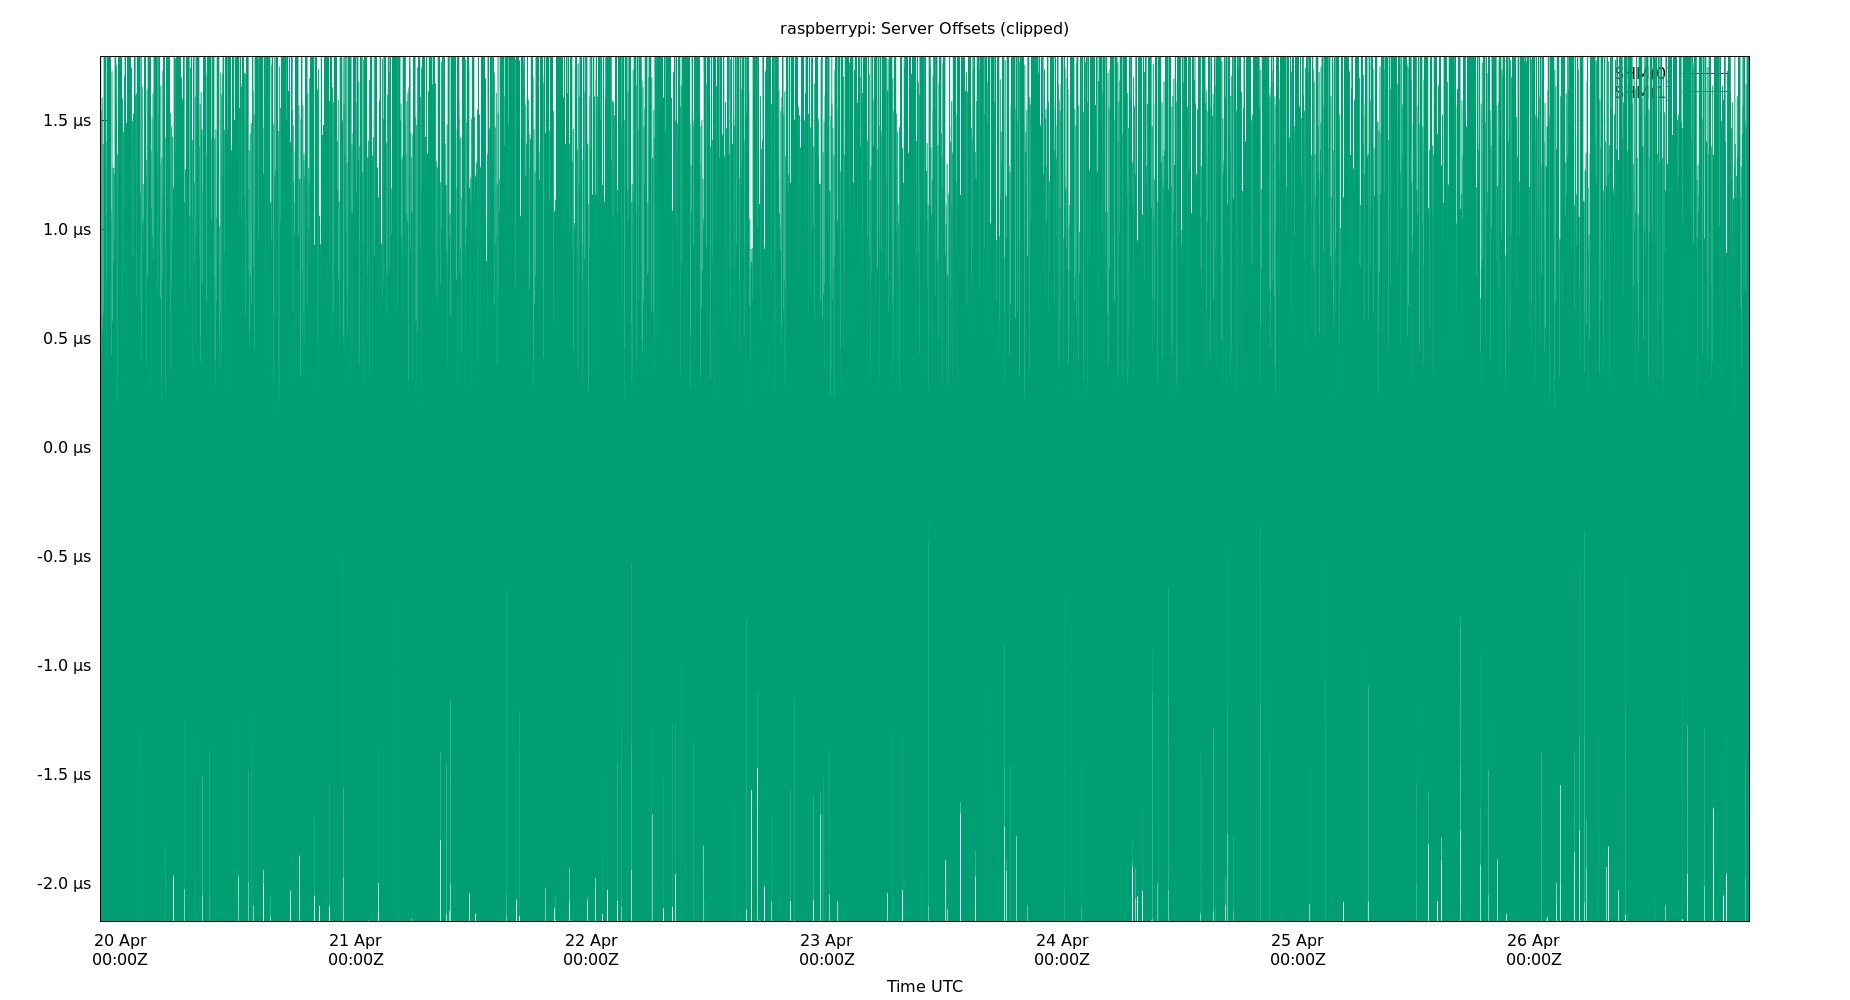 raspberrypi: Server Offsets (clipped)
1.5 µs
1.0 µs
0.5 µs
0.0 µs
-0.5 µs
-1.0 µs
-1.5 µs
-2.0 µs
20 Apr
00:00Z
21 Apr
00:00Z
22 Apr
00:00Z
23 Apr
00:00Z
24 Apr
00:00Z
25 Apr
00:00Z
26 Apr
00:00Z
Time UTC